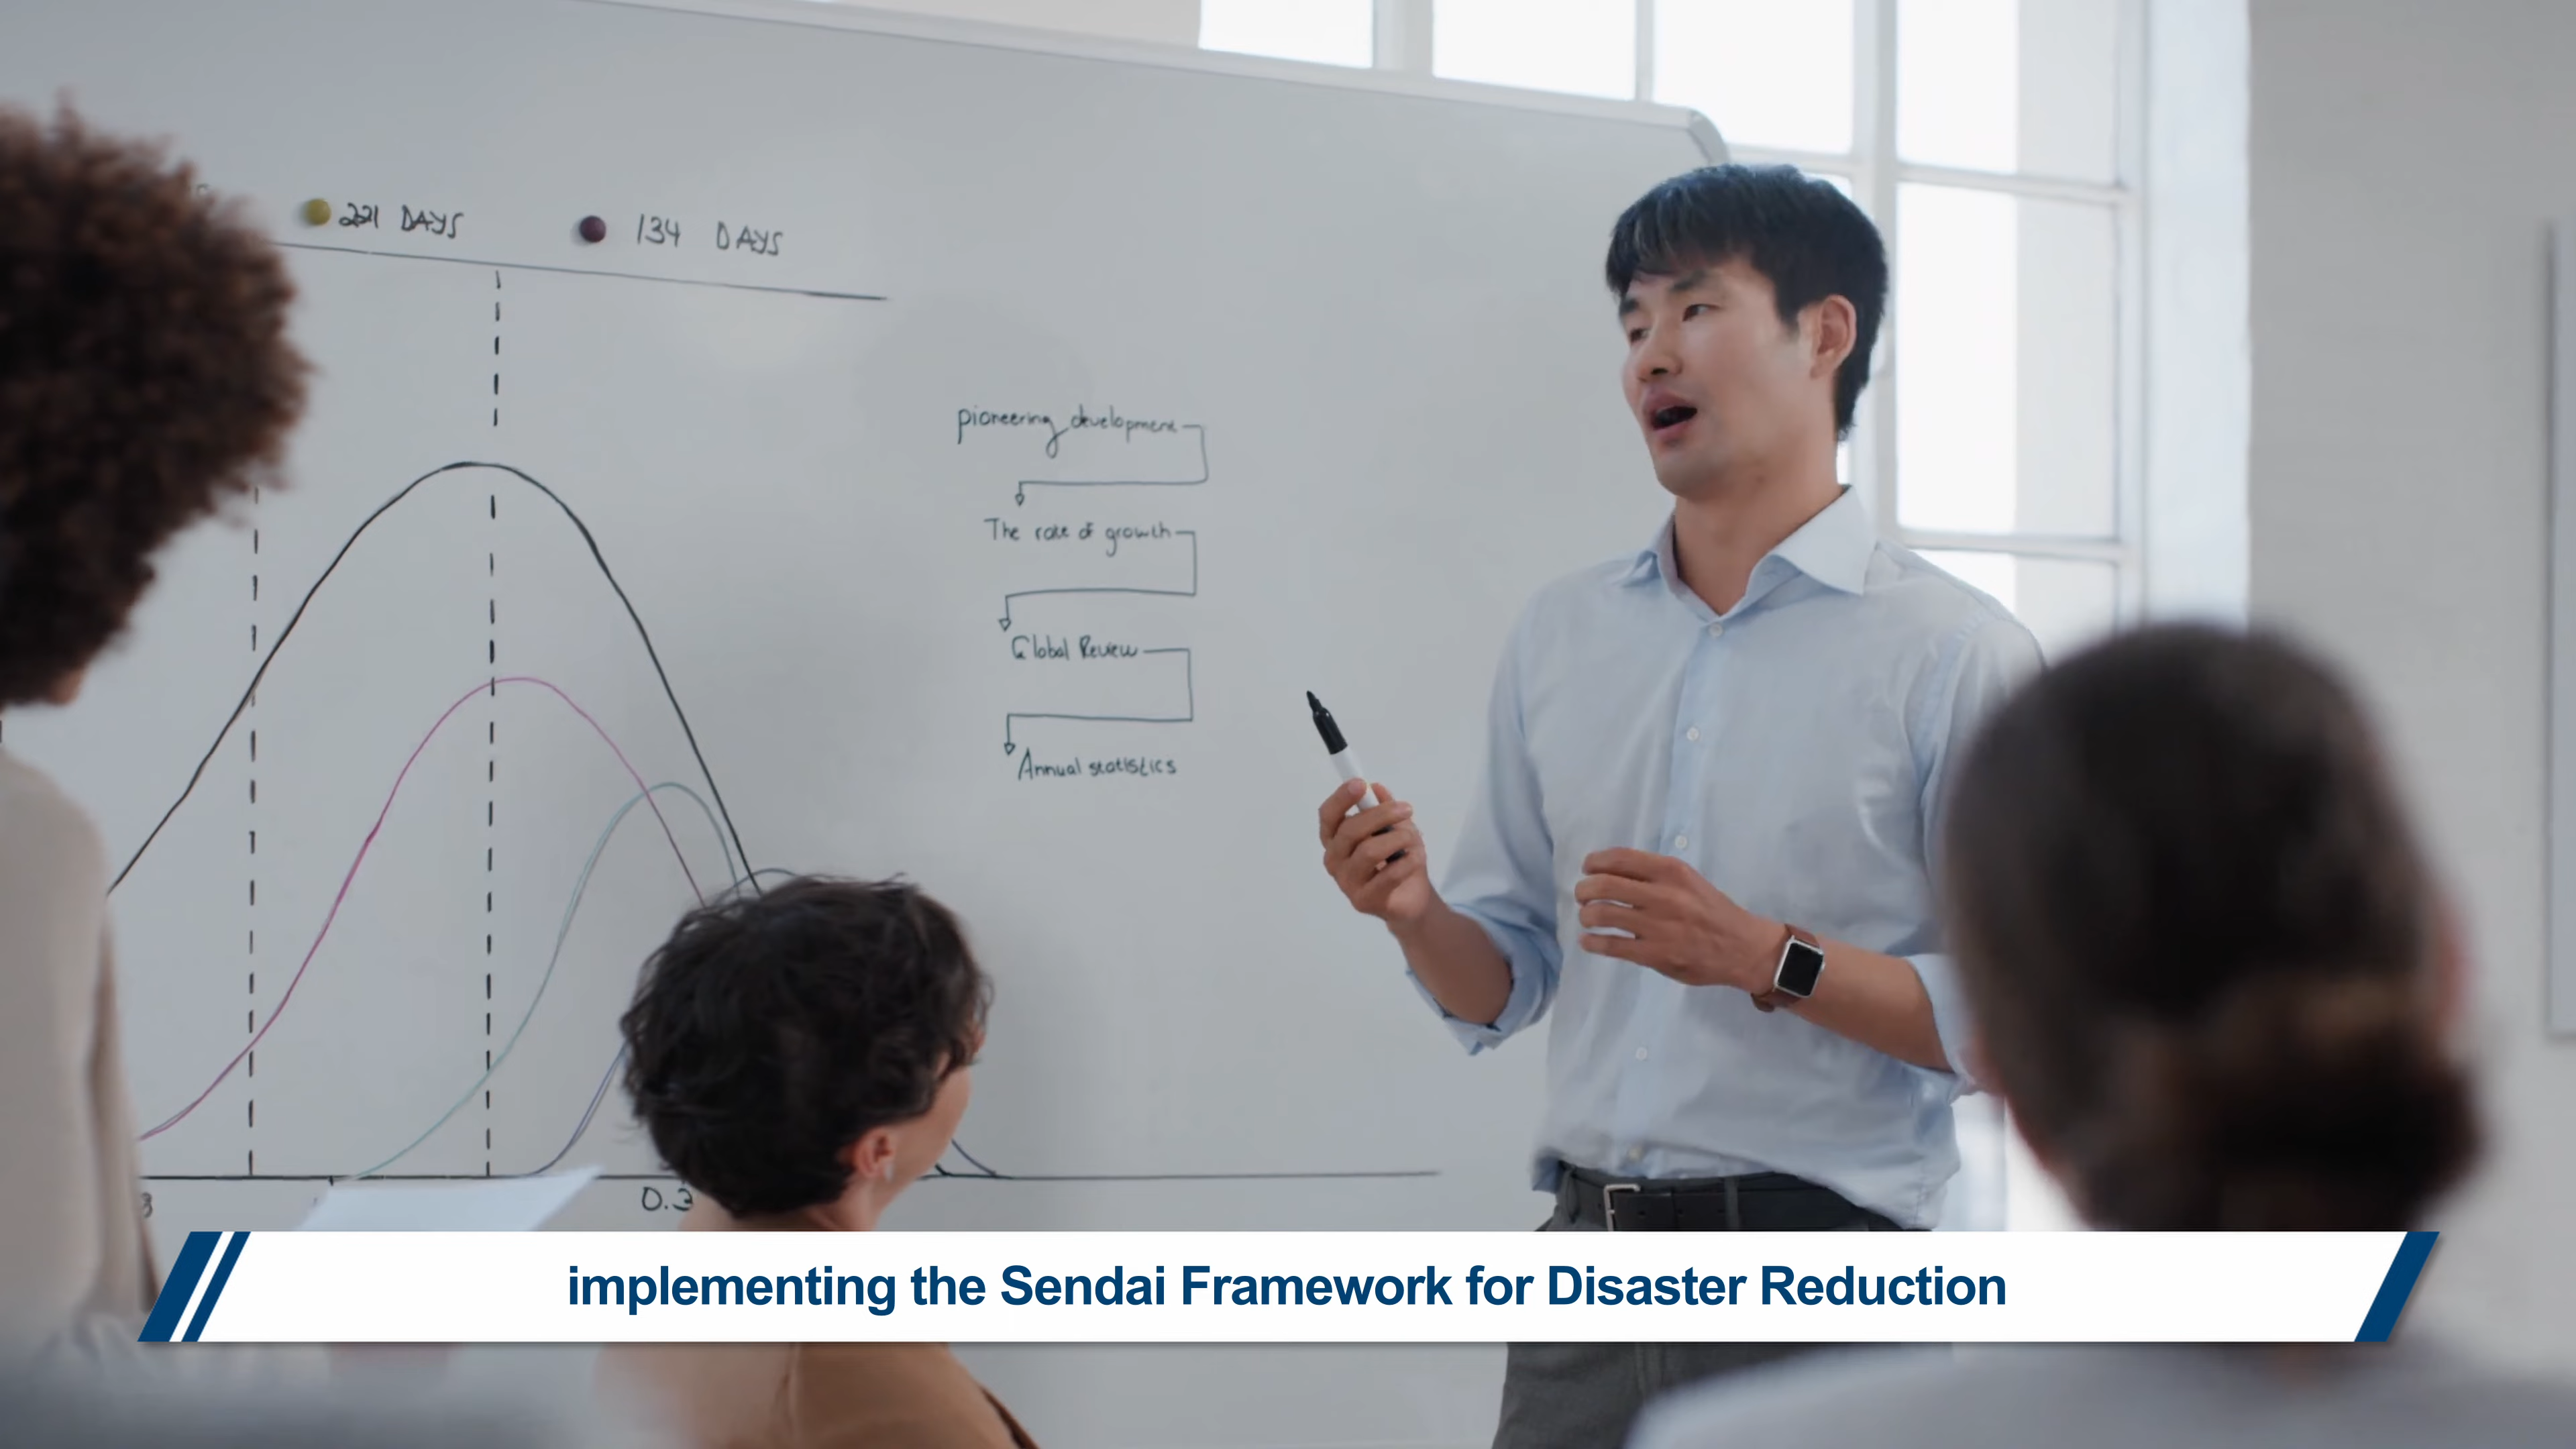 221 DAYS
134 DAYS
pioneering development
The rate of growth
Global Review
Annual statistics
0.3
implementing the Sendai Framework for Disaster Reduction